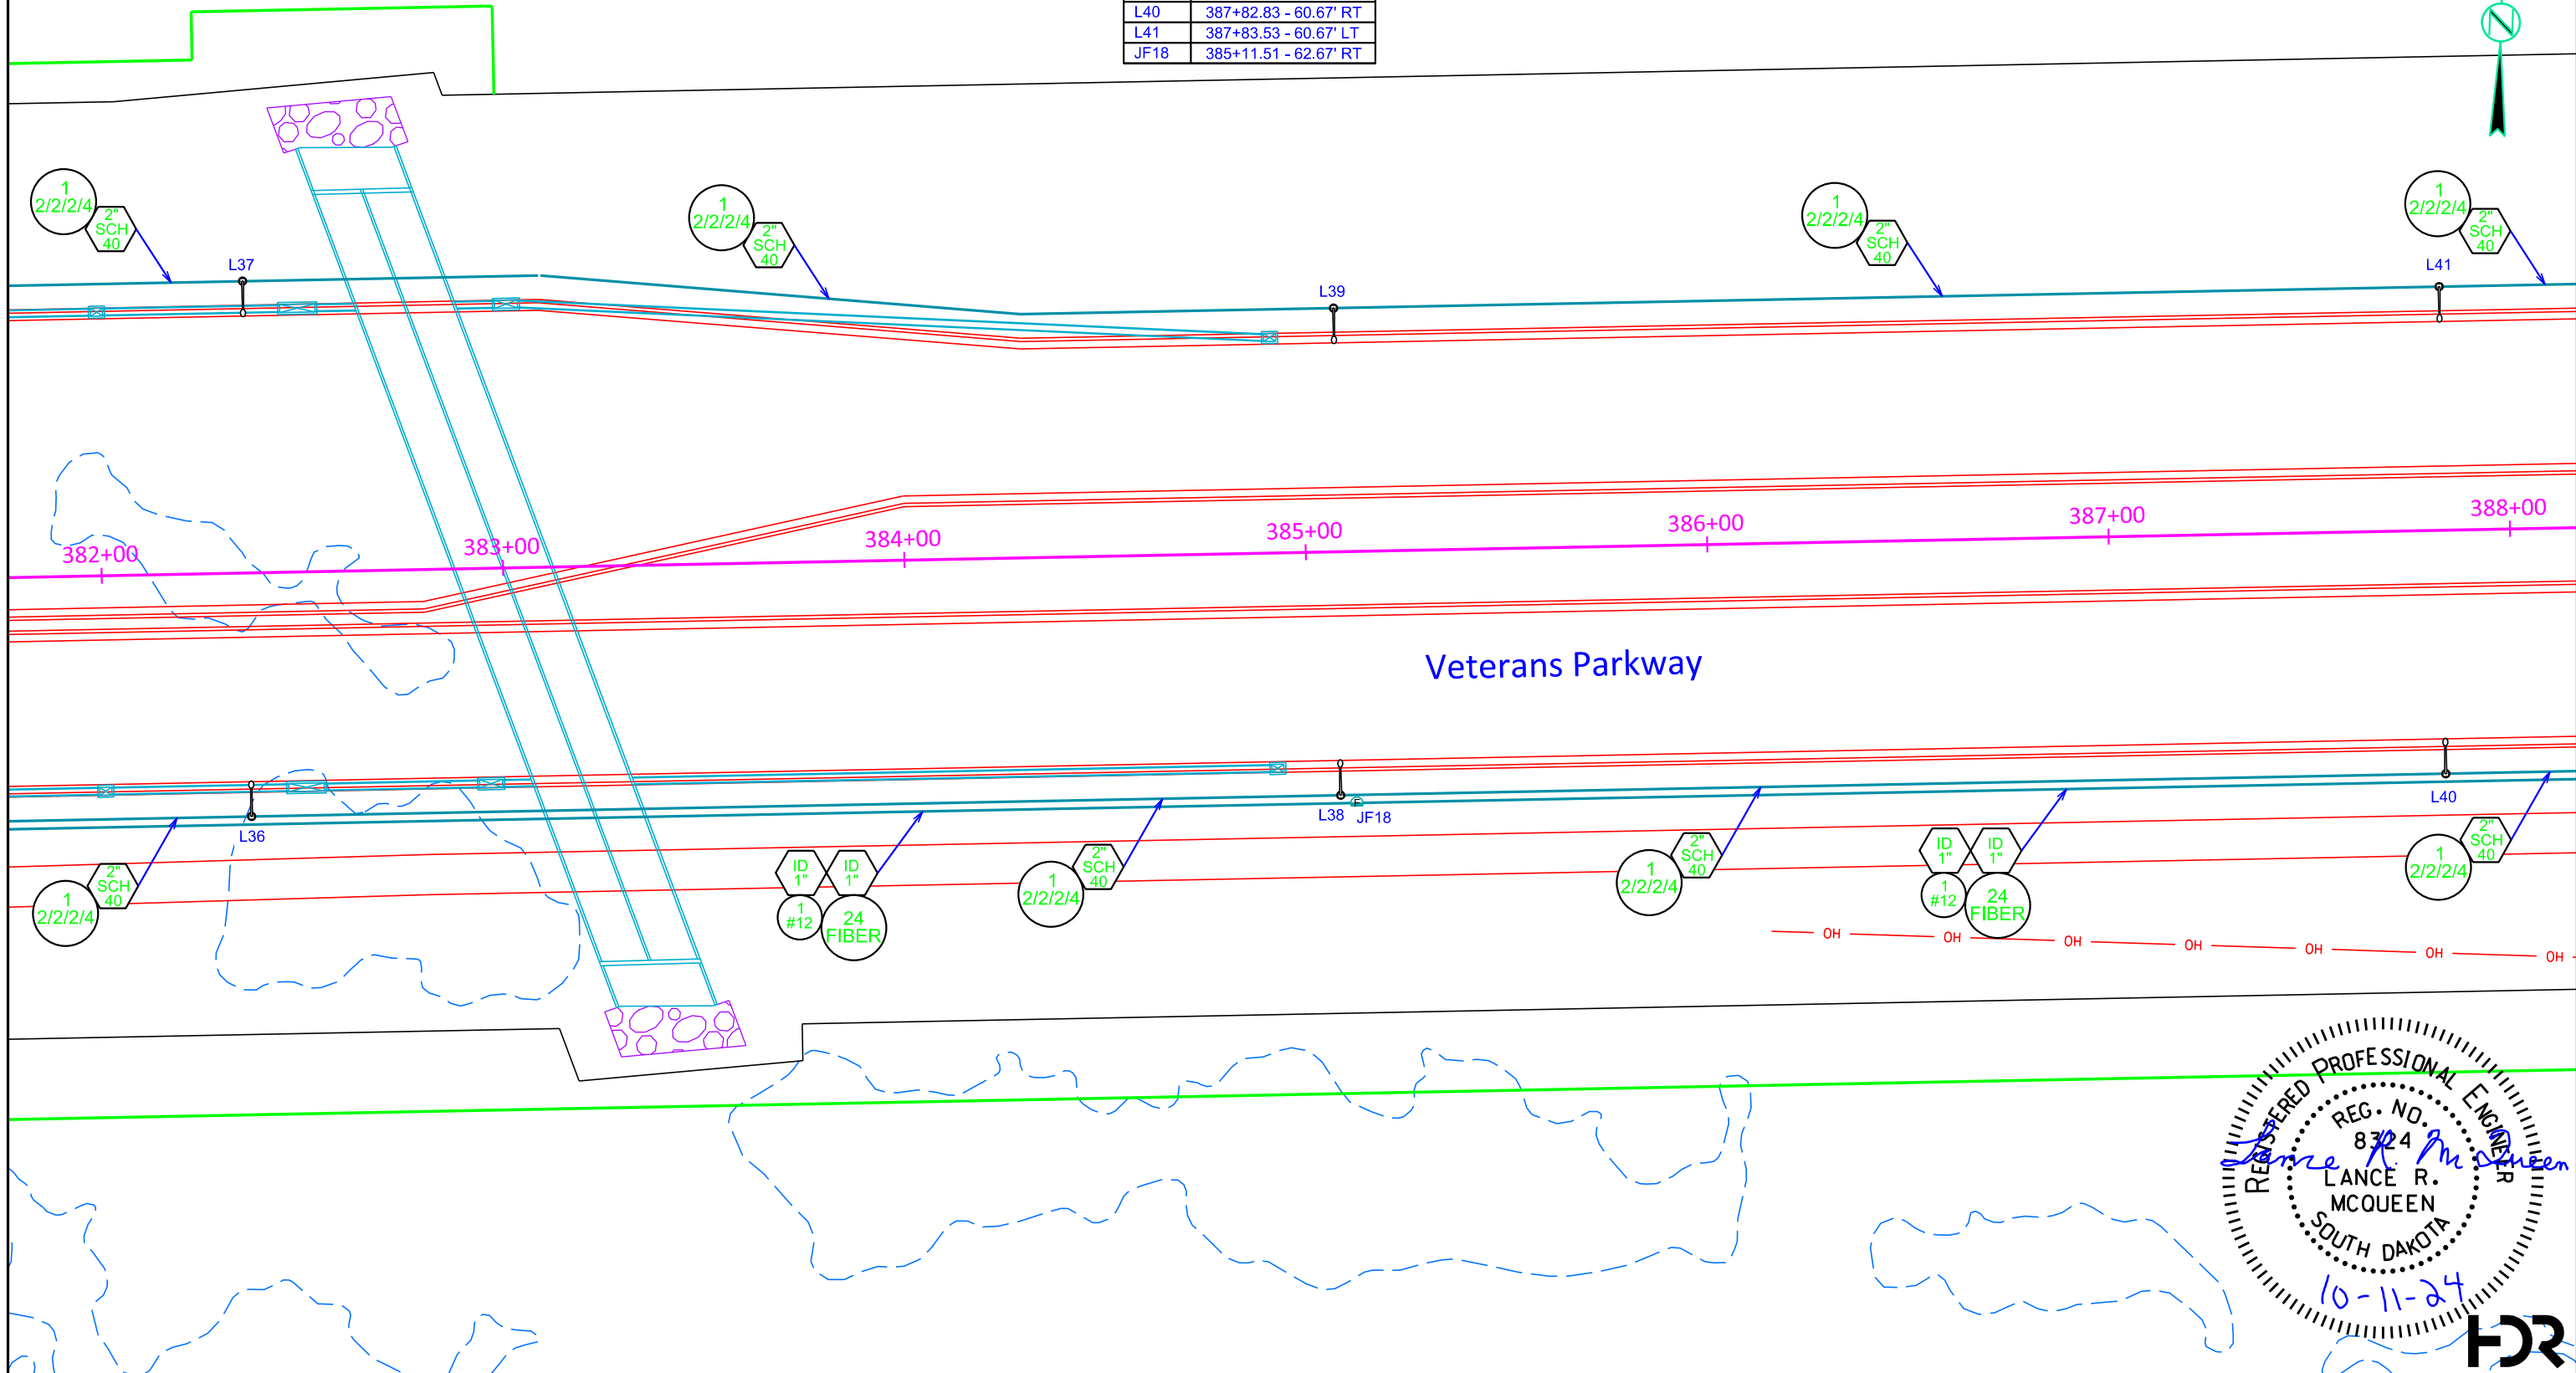 L40 387+82.83 - 60.67' RT
L41 387+83.53 - 60.67' LT
JF18 385+11.51 - 62.67' RT
N
1
2/2/2/4
2"
SCH
40
1
2/2/2/4
2"
SCH
40
1
2/2/2/4
2"
SCH
40
1
2/2/2/4
2"
SCH
40
L37
L39
L41
382+00
383+00
384+00
385+00
386+00
387+00
388+00
Veterans Parkway
L36
L38
JF18
F
L40
1
2/2/2/4
2"
SCH
40
ID
1"
ID
1"
1
#12
24
FIBER
1
2/2/2/4
2"
SCH
40
1
2/2/2/4
2"
SCH
40
ID
1"
ID
1"
1
#12
24
FIBER
1
2/2/2/4
2"
SCH
40
OH OH OH OH OH OH OH
REGISTERED PROFESSIONAL ENGINEER
REG. NO.
8324
Lance R. McQueen
LANCE R.
MCQUEEN
SOUTH DAKOTA
10-11-24
HDR